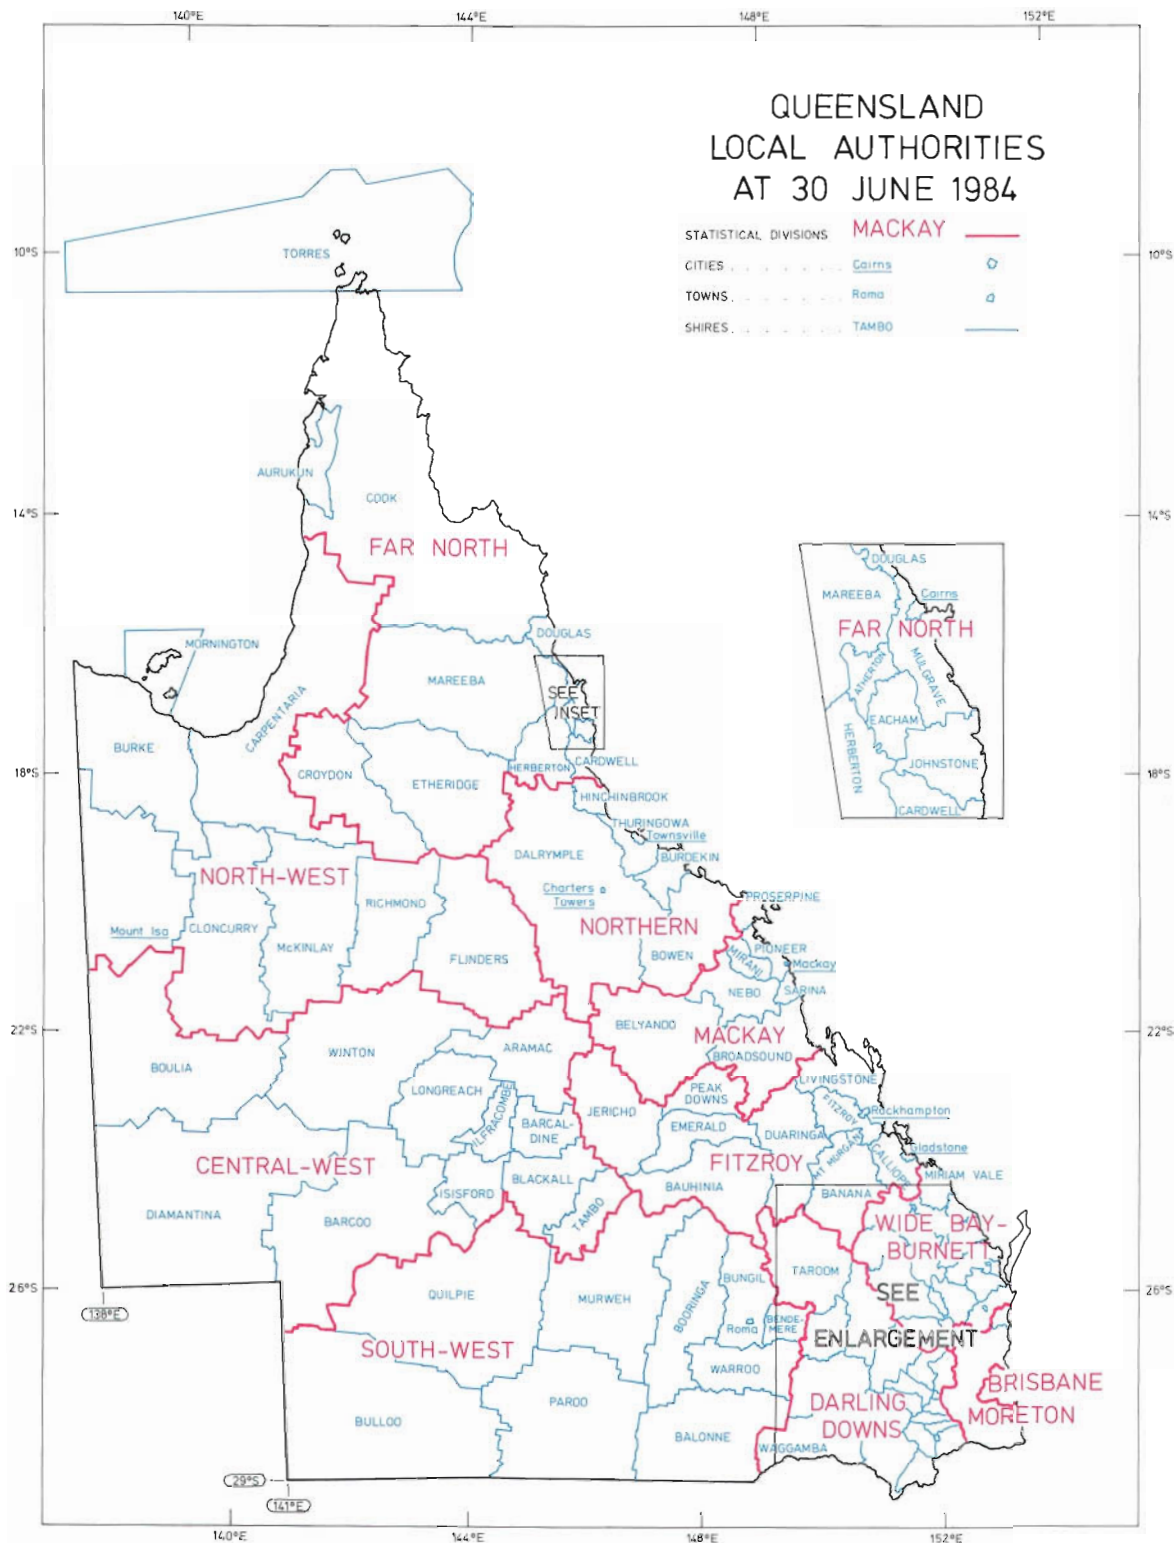 140°E 144°E 148°E 152°E
QUEENSLAND
LOCAL AUTHORITIES
AT 30 JUNE 1984
STATISTICAL DIVISIONS MACKAY
CITIES . . . . . . . Cairns
TOWNS . . . . . . . Roma
SHIRES . . . . . . . TAMBO
10°S
10°S
TORRES
AURUKUN
COOK
14°S
14°S
FAR NORTH
DOUGLAS
MAREEBA
Cairns
FAR NORTH
ATHERTON
MULGRAVE
EACHAM
HERBERTON
JOHNSTONE
CARDWELL
MORNINGTON
DOUGLAS
MAREEBA
SEE
INSET
CARPENTARIA
BURKE
CROYDON
ETHERIDGE
HERBERTON
CARDWELL
18°S
18°S
HINCHINBROOK
THURINGOWA
Townsville
DALRYMPLE
BURDEKIN
NORTH-WEST
Charters
Towers
PROSERPINE
RICHMOND
Mount Isa
CLONCURRY
McKINLAY
NORTHERN
FLINDERS
BOWEN
PIONEER
MIRANI
Mackay
NEBO
SARINA
22°S
22°S
BELYANDO
MACKAY
BROADSOUND
WINTON
ARAMAC
BOULIA
LONGREACH
ILFRACOMBE
BARCAL-
DINE
JERICHO
PEAK
DOWNS
LIVINGSTONE
FITZROY
Rockhampton
EMERALD
DUARINGA
MT MORGAN
CALLIOPE
Gladstone
CENTRAL-WEST
FITZROY
MIRIAM VALE
ISISFORD
BLACKALL
TAMBO
BAUHINIA
BANANA
DIAMANTINA
BARCOO
WIDE BAY-
BURNETT
26°S
26°S
138°E
QUILPIE
MURWEH
BOORINGA
BUNGIL
TAROOM
SEE
Roma
BENDE-
MERE
ENLARGEMENT
SOUTH-WEST
WARROO
BRISBANE
MORETON
DARLING
DOWNS
BULLOO
PAROO
BALONNE
WAGGAMBA
29°S
141°E
140°E 144°E 148°E 152°E